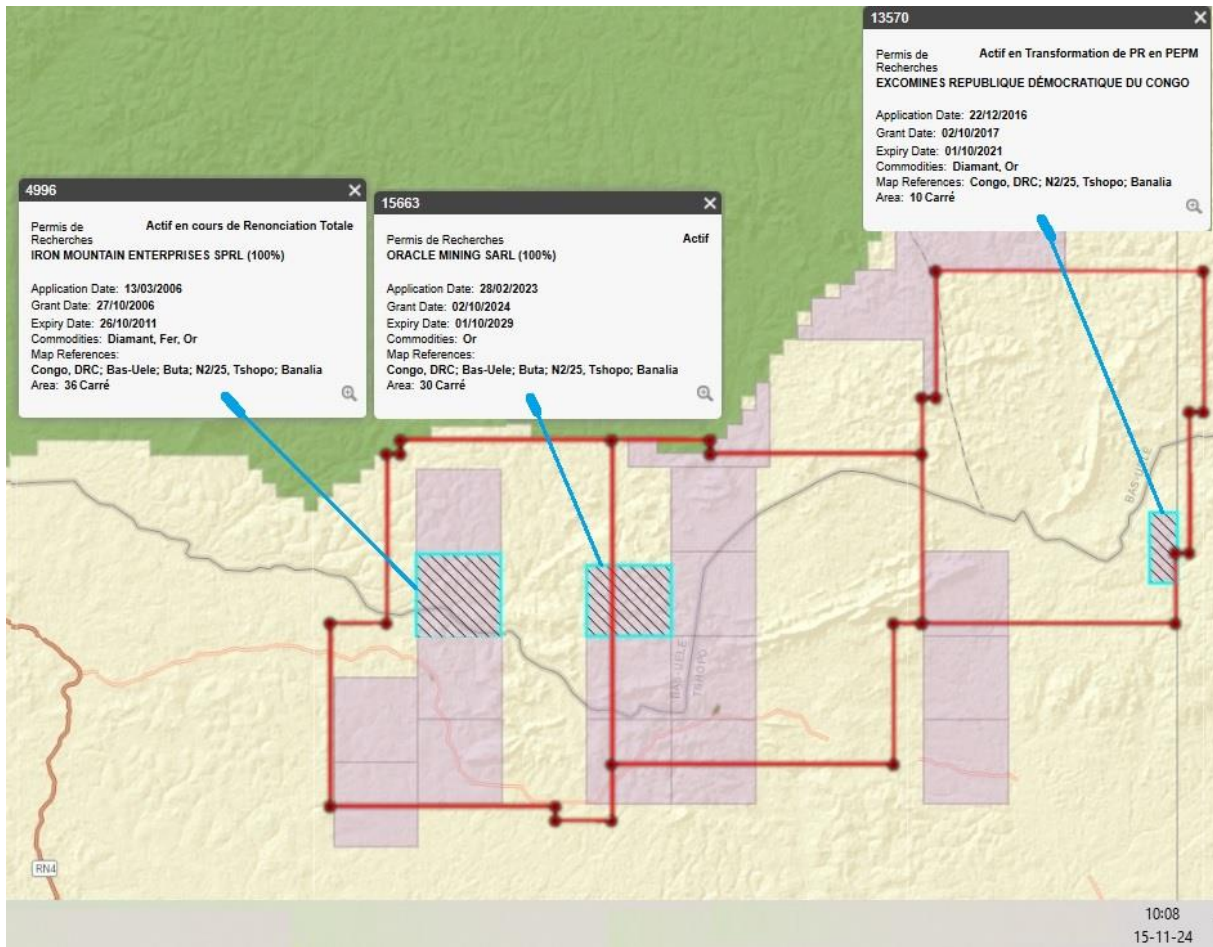 13570
Permis de Recherches
Actif en Transformation de PR en PEPM
EXCOMINES REPUBLIQUE DÉMOCRATIQUE DU CONGO
Application Date: 22/12/2016
Grant Date: 02/10/2017
Expiry Date: 01/10/2021
Commodities: Diamant, Or
Map References: Congo, DRC; N2/25, Tshopo; Banalia
Area: 10 Carré
4996
Permis de Recherches
Actif en cours de Renonciation Totale
IRON MOUNTAIN ENTERPRISES SPRL (100%)
Application Date: 13/03/2006
Grant Date: 27/10/2006
Expiry Date: 26/10/2011
Commodities: Diamant, Fer, Or
Map References:
Congo, DRC; Bas-Uele; Buta; N2/25, Tshopo; Banalia
Area: 36 Carré
15663
Permis de Recherches
Actif
ORACLE MINING SARL (100%)
Application Date: 28/02/2023
Grant Date: 02/10/2024
Expiry Date: 01/10/2029
Commodities: Or
Map References:
Congo, DRC; Bas-Uele; Buta; N2/25, Tshopo; Banalia
Area: 30 Carré
BAS-UELE
BAS-UELE
TSHOPO
RN4
10:08
15-11-24